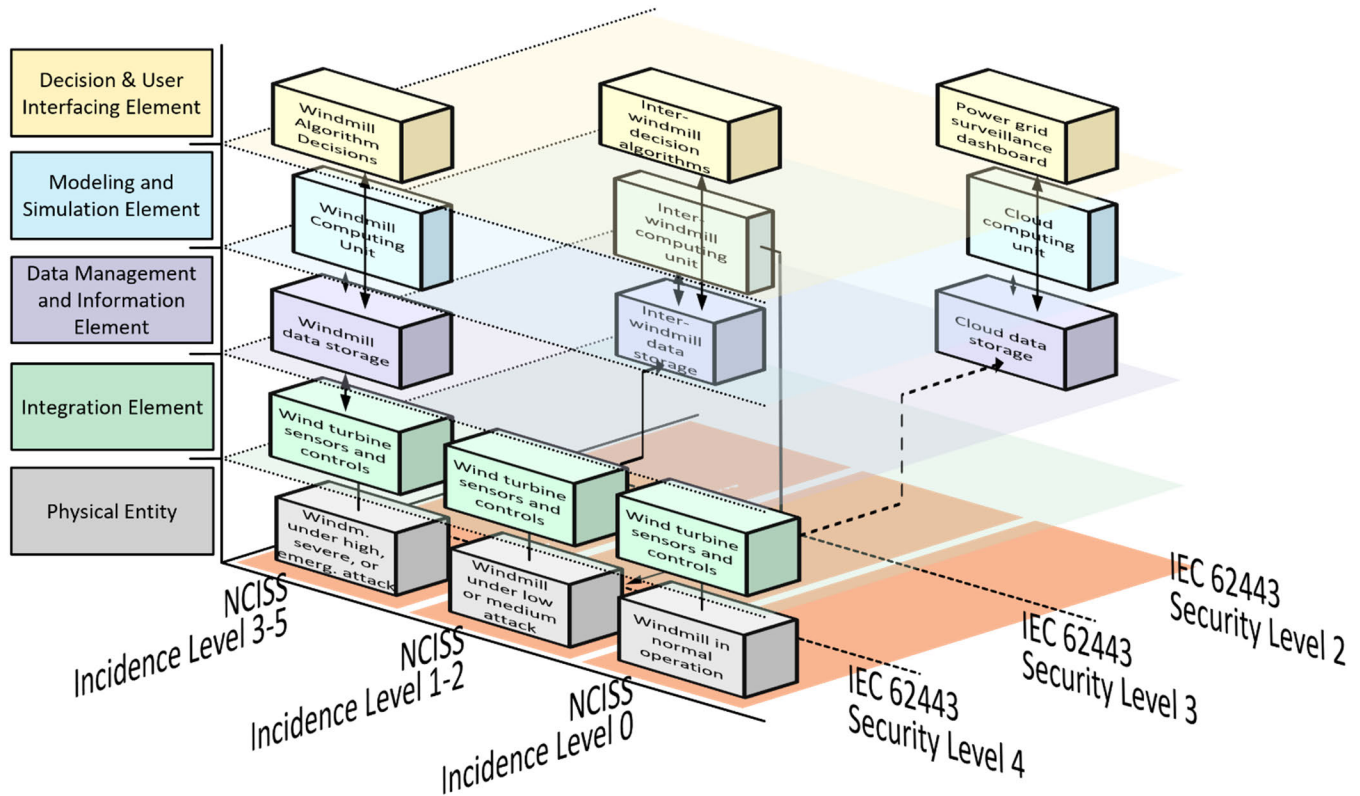 Decision & User
Interfacing Element
Modeling and
Simulation Element
Data Management
and Information
Element
Integration Element
Physical Entity
Windmill
Algorithm
Decisions
Inter-
windmill
decision
algorithms
Power grid
surveillance
dashboard
Windmill
Computing
Unit
Inter-
windmill
computing
unit
Cloud
computing
unit
Windmill
data storage
Inter-
windmill
data
storage
Cloud data
storage
Wind turbine
sensors and
controls
Wind turbine
sensors and
controls
Wind turbine
sensors and
controls
Windm.
under high,
severe, or
emerg. attack
Windmill
under low
or medium
attack
Windmill in
normal
operation
NCISS
Incidence Level 3-5
NCISS
Incidence Level 1-2
NCISS
Incidence Level 0
IEC 62443
Security Level 4
IEC 62443
Security Level 3
IEC 62443
Security Level 2